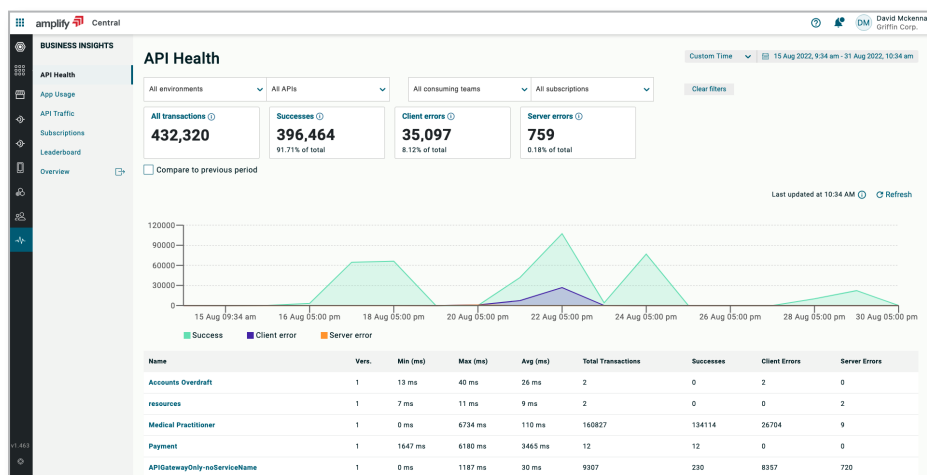 amplify Central
DM David Mckenna
Griffin Corp.
BUSINESS INSIGHTS
API Health
App Usage
API Traffic
Subscriptions
Leaderboard
Overview
v1.463
API Health
Custom Time 15 Aug 2022, 9:34 am - 31 Aug 2022, 10:34 am
All environments All APIs All consuming teams All subscriptions Clear filters
All transactions Successes Client errors Server errors
432,320 396,464 35,097 759
91.71% of total 8.12% of total 0.18% of total
Compare to previous period
Last updated at 10:34 AM Refresh
120000
90000
60000
30000
0
15 Aug 09:34 am 16 Aug 05:00 pm 18 Aug 05:00 pm 20 Aug 05:00 pm 22 Aug 05:00 pm 24 Aug 05:00 pm 26 Aug 05:00 pm 28 Aug 05:00 pm 30 Aug 05:00 pm
Success Client error Server error
Name Vers. Min (ms) Max (ms) Avg (ms) Total Transactions Successes Client Errors Server Errors
Accounts Overdraft 1 13 ms 40 ms 26 ms 2 0 2 0
resources 1 7 ms 11 ms 9 ms 2 0 0 2
Medical Practitioner 1 0 ms 6734 ms 110 ms 160827 134114 26704 9
Payment 1 1647 ms 6180 ms 3465 ms 12 12 0 0
APIGatewayOnly-noServiceName 1 0 ms 1187 ms 30 ms 9307 230 8357 720